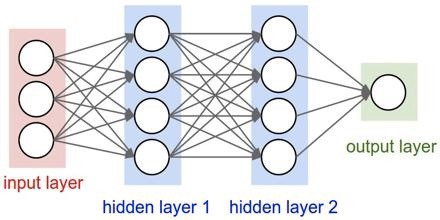 input layer
hidden layer 1
hidden layer 2
output layer